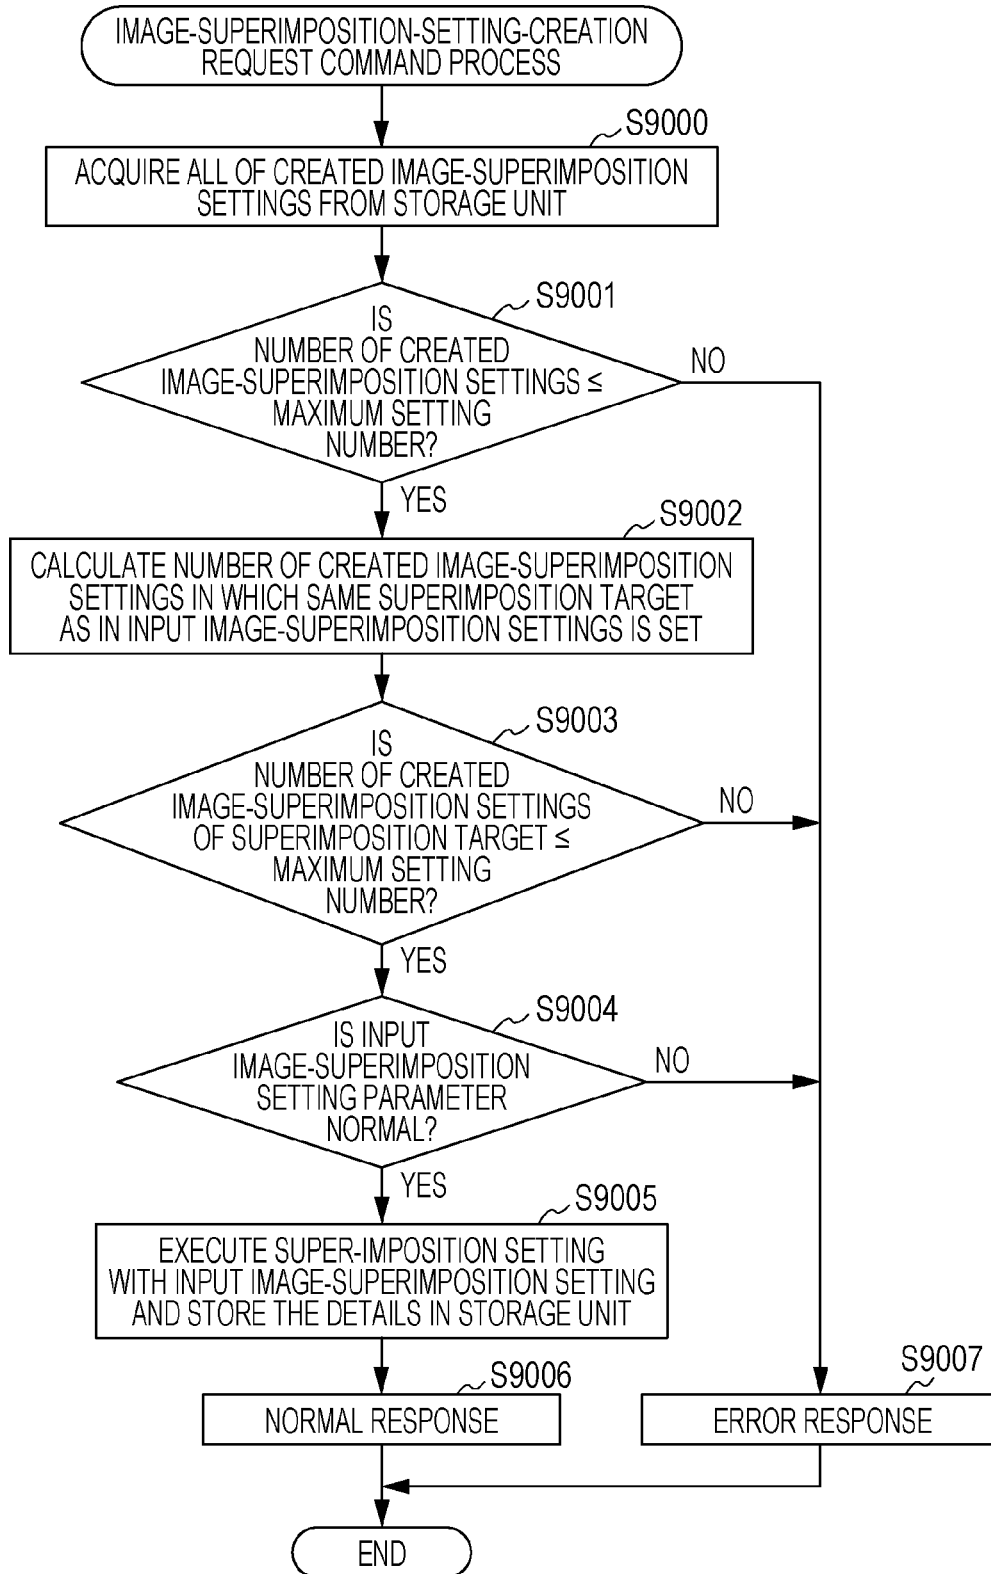 IMAGE-SUPERIMPOSITION-SETTING-CREATION
REQUEST COMMAND PROCESS
S9000
ACQUIRE ALL OF CREATED IMAGE-SUPERIMPOSITION
SETTINGS FROM STORAGE UNIT
S9001
IS
NUMBER OF CREATED
IMAGE-SUPERIMPOSITION SETTINGS ≤
MAXIMUM SETTING
NUMBER?
NO
YES
S9002
CALCULATE NUMBER OF CREATED IMAGE-SUPERIMPOSITION
SETTINGS IN WHICH SAME SUPERIMPOSITION TARGET
AS IN INPUT IMAGE-SUPERIMPOSITION SETTINGS IS SET
S9003
IS
NUMBER OF CREATED
IMAGE-SUPERIMPOSITION SETTINGS
OF SUPERIMPOSITION TARGET ≤
MAXIMUM SETTING
NUMBER?
NO
YES
S9004
IS INPUT
IMAGE-SUPERIMPOSITION
SETTING PARAMETER
NORMAL?
NO
YES
S9005
EXECUTE SUPER-IMPOSITION SETTING
WITH INPUT IMAGE-SUPERIMPOSITION SETTING
AND STORE THE DETAILS IN STORAGE UNIT
S9006
NORMAL RESPONSE
S9007
ERROR RESPONSE
END